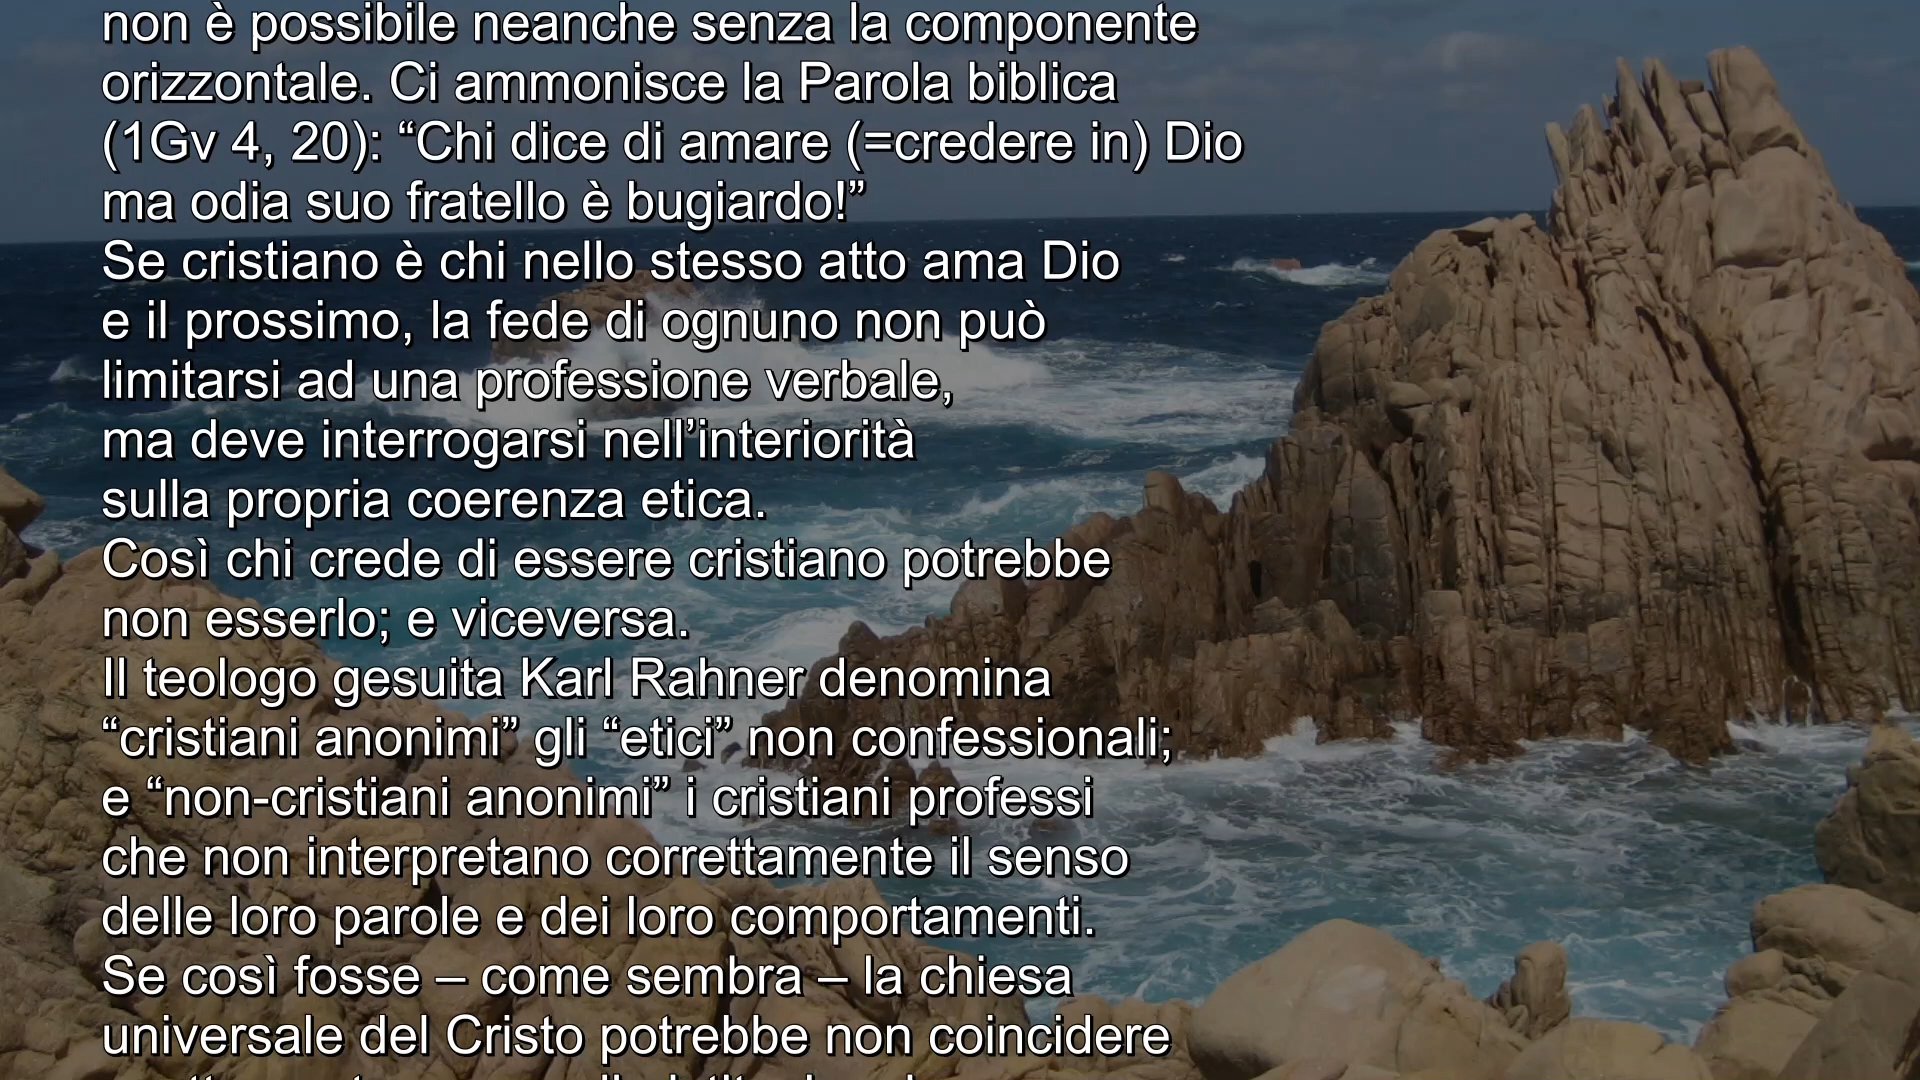 non è possibile neanche senza la componente
orizzontale. Ci ammonisce la Parola biblica
(1Gv 4, 20): “Chi dice di amare (=credere in) Dio
ma odia suo fratello è bugiardo!”
Se cristiano è chi nello stesso atto ama Dio
e il prossimo, la fede di ognuno non può
limitarsi ad una professione verbale,
ma deve interrogarsi nell’interiorità
sulla propria coerenza etica.
Così chi crede di essere cristiano potrebbe
non esserlo; e viceversa.
Il teologo gesuita Karl Rahner denomina
“cristiani anonimi” gli “etici” non confessionali;
e “non-cristiani anonimi” i cristiani professi
che non interpretano correttamente il senso
delle loro parole e dei loro comportamenti.
Se così fosse – come sembra – la chiesa
universale del Cristo potrebbe non coincidere